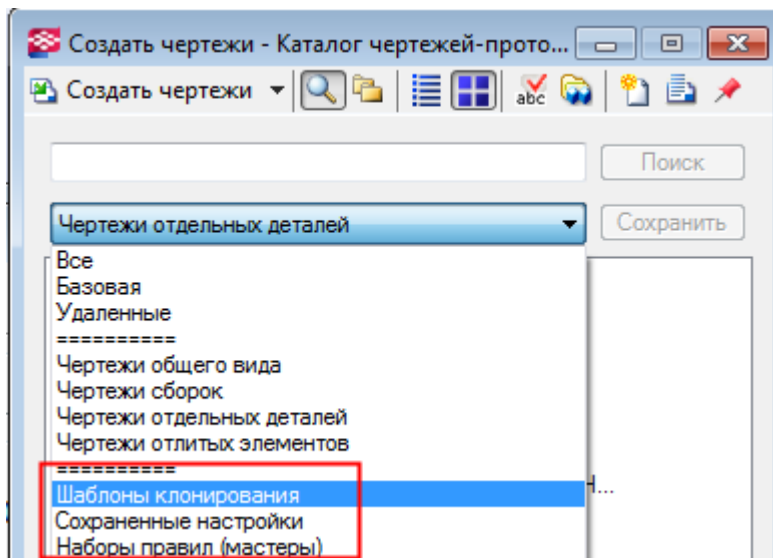 Создать чертежи - Каталог чертежей-прото...
Создать чертежи
abc
Поиск
Чертежи отдельных деталей
Сохранить
Все
Базовая
Удаленные
==========
Чертежи общего вида
Чертежи сборок
Чертежи отдельных деталей
Чертежи отлитых элементов
==========
Шаблоны клонирования
Сохраненные настройки
Наборы правил (мастеры)